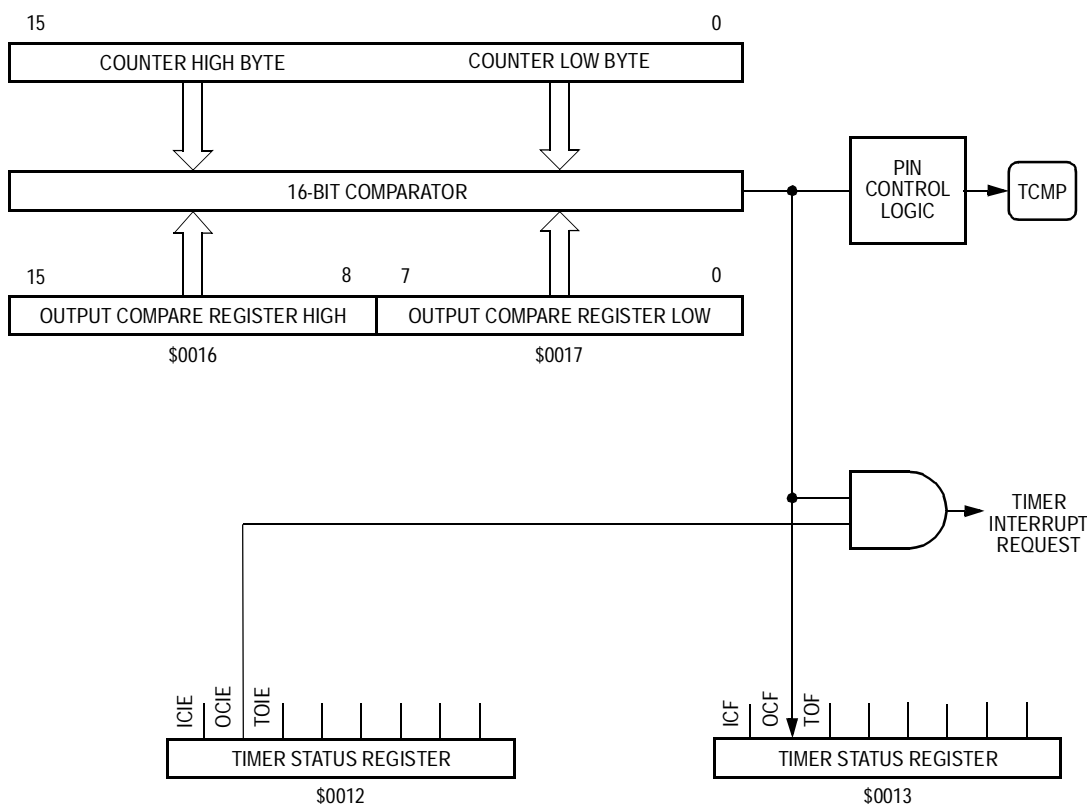 15 0
COUNTER HIGH BYTE COUNTER LOW BYTE
16-BIT COMPARATOR
PIN
CONTROL
LOGIC
TCMP
15 8 7 0
OUTPUT COMPARE REGISTER HIGH OUTPUT COMPARE REGISTER LOW
$0016 $0017
TIMER
INTERRUPT
REQUEST
ICIE OCIE TOIE
TIMER STATUS REGISTER
$0012
ICF OCF TOF
TIMER STATUS REGISTER
$0013